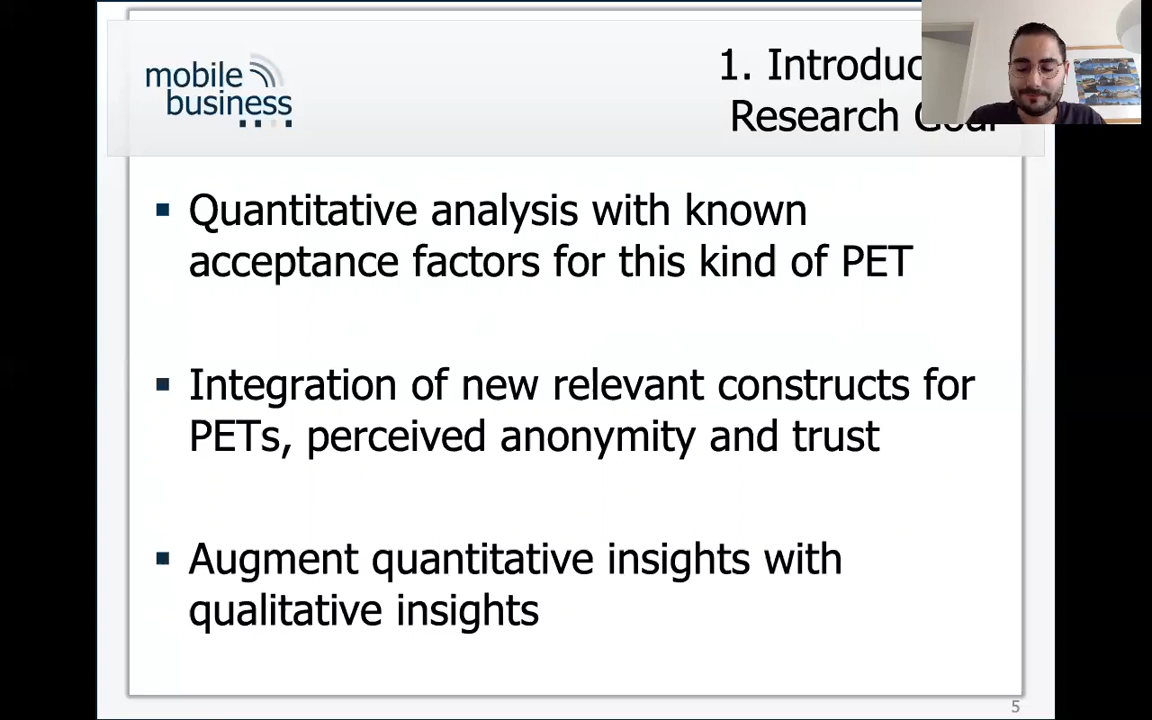 mobile
business
1. Introduc
Research
Quantitative analysis with known
acceptance factors for this kind of PET
Integration of new relevant constructs for
PETs, perceived anonymity and trust
Augment quantitative insights with
qualitative insights
5